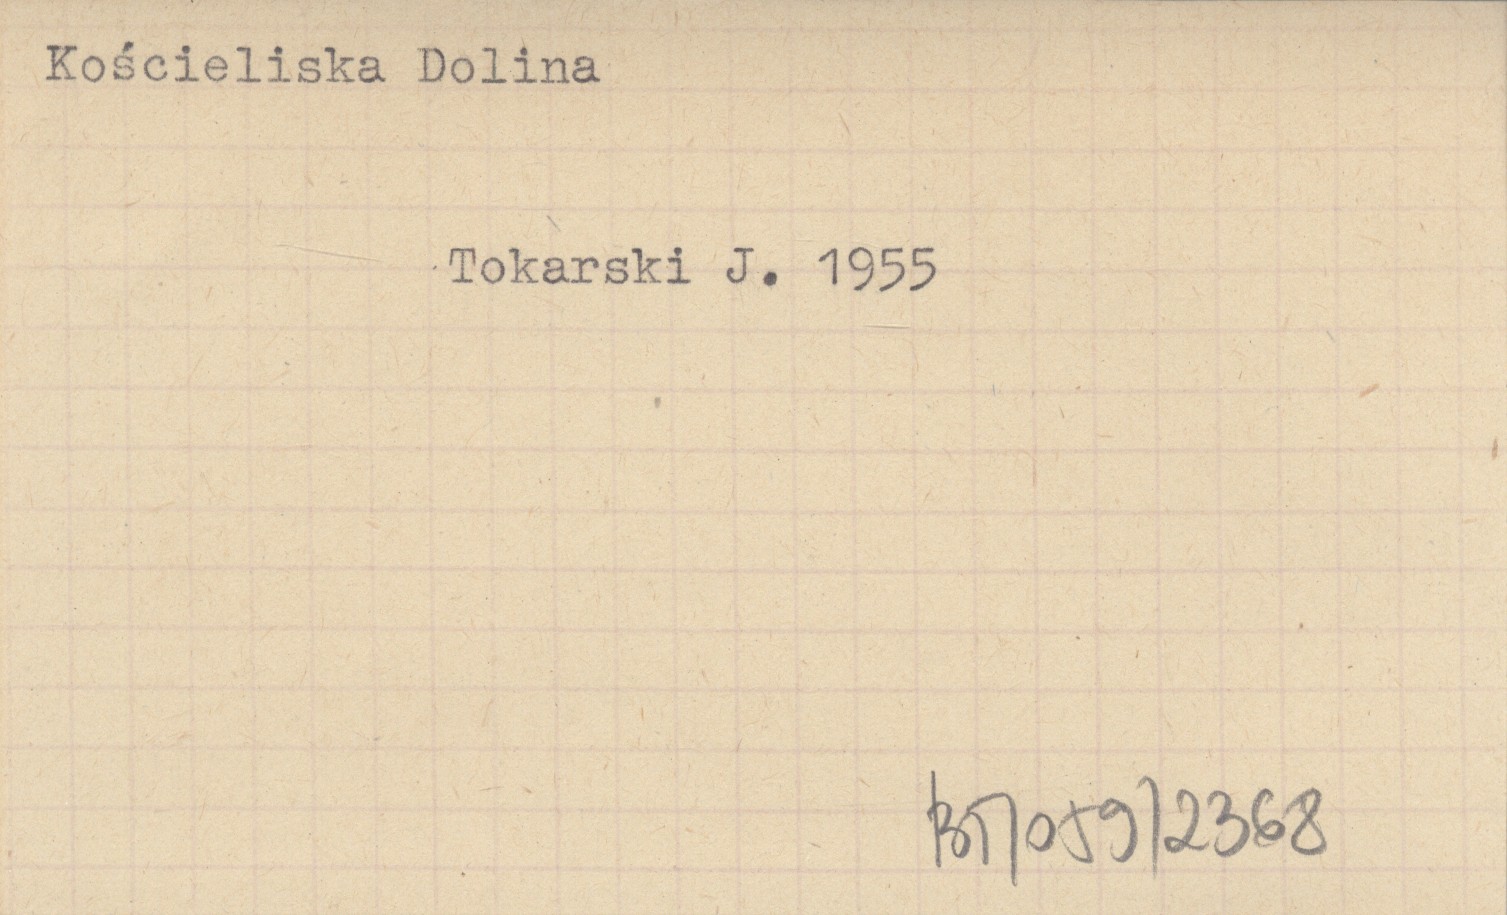 Kościeliska Dolina
Tokarski J. 1955
BT/059/2368